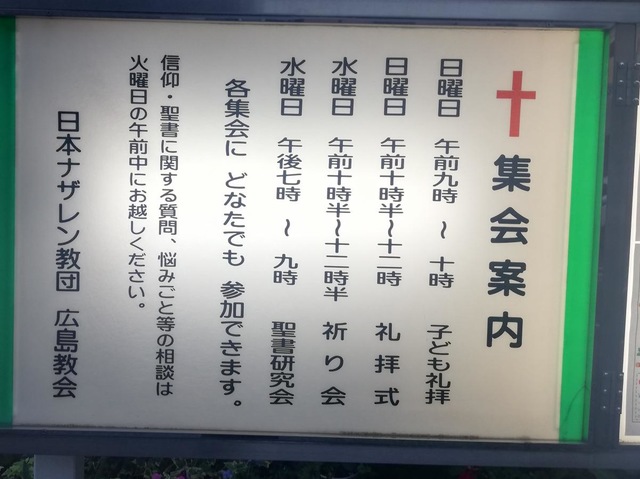 集会案内
日曜日 午前九時 ～ 十時 子ども礼拝
日曜日 午前十時半～十二時 礼拝式
水曜日 午前十時半～十二時半 祈り会
水曜日 午後七時 ～ 九時 聖書研究会
各集会に どなたでも 参加できます。
信仰・聖書に関する質問、悩みごと等の相談は
火曜日の午前中にお越しください。
日本ナザレン教団 広島教会